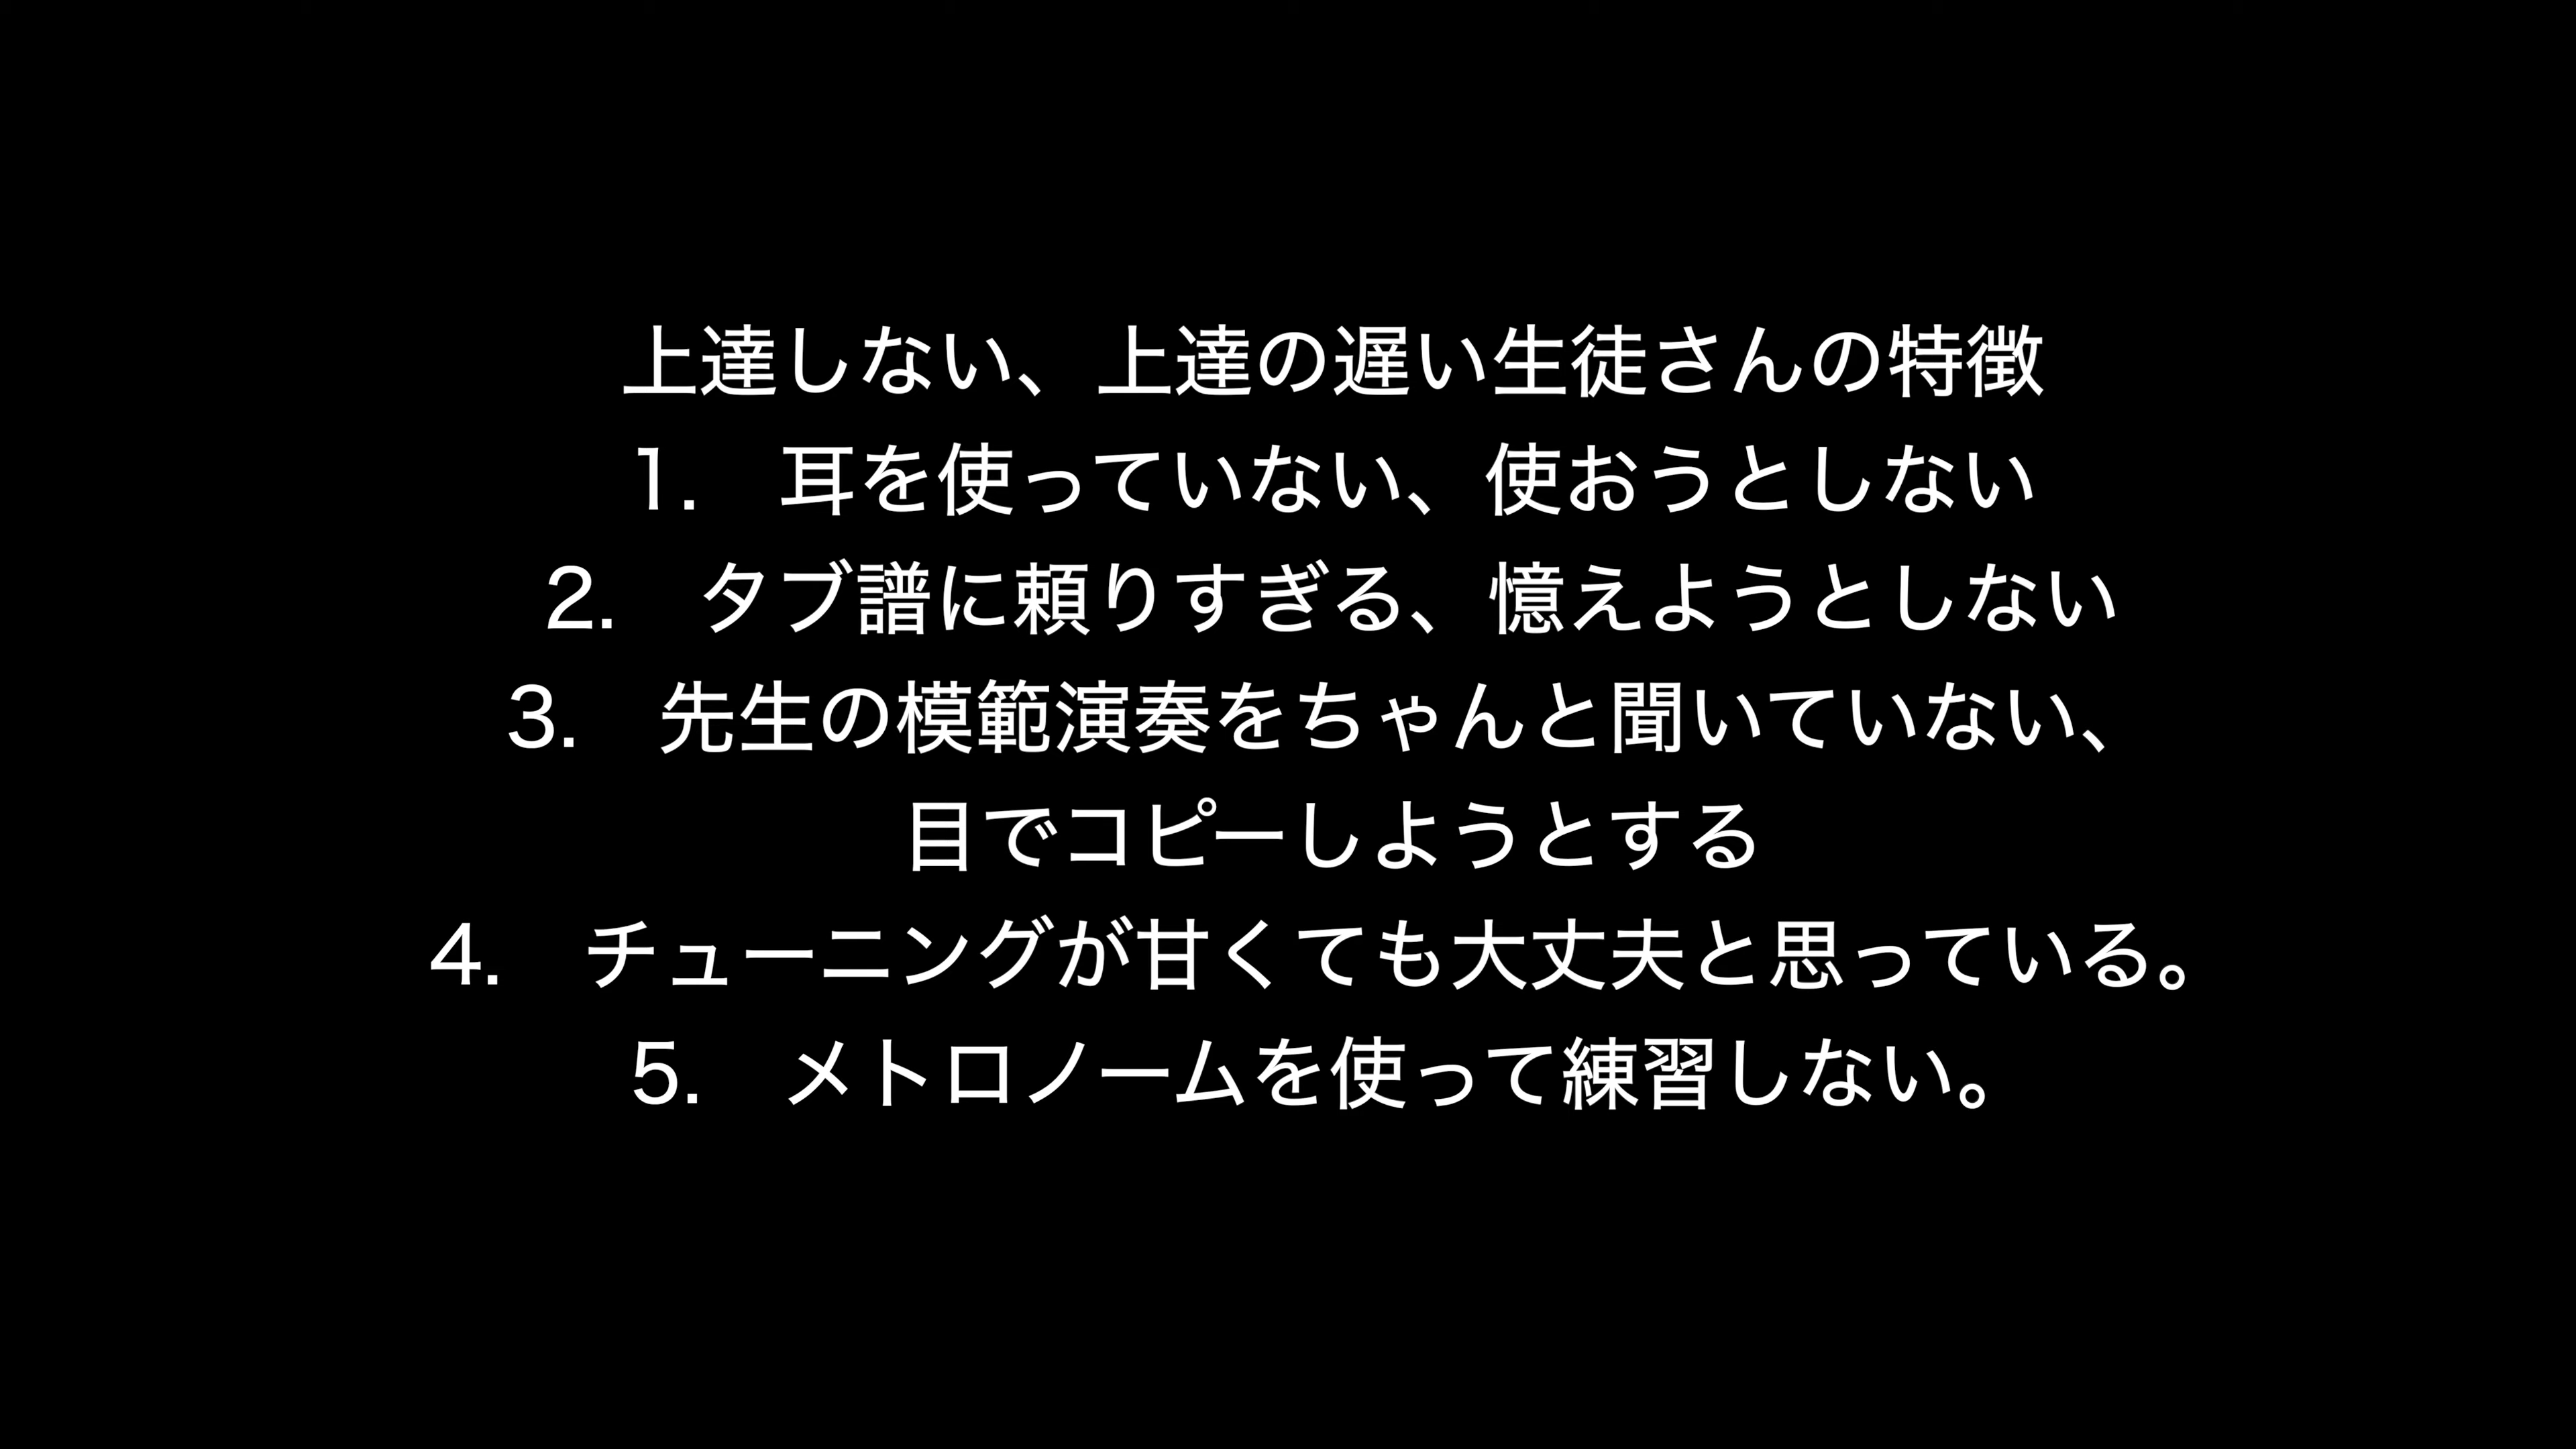 上達しない、上達の遅い生徒さんの特徴
1.　耳を使っていない、使おうとしない
2.　タブ譜に頼りすぎる、憶えようとしない
3.　先生の模範演奏をちゃんと聞いていない、
目でコピーしようとする
4.　チューニングが甘くても大丈夫と思っている。
5.　メトロノームを使って練習しない。